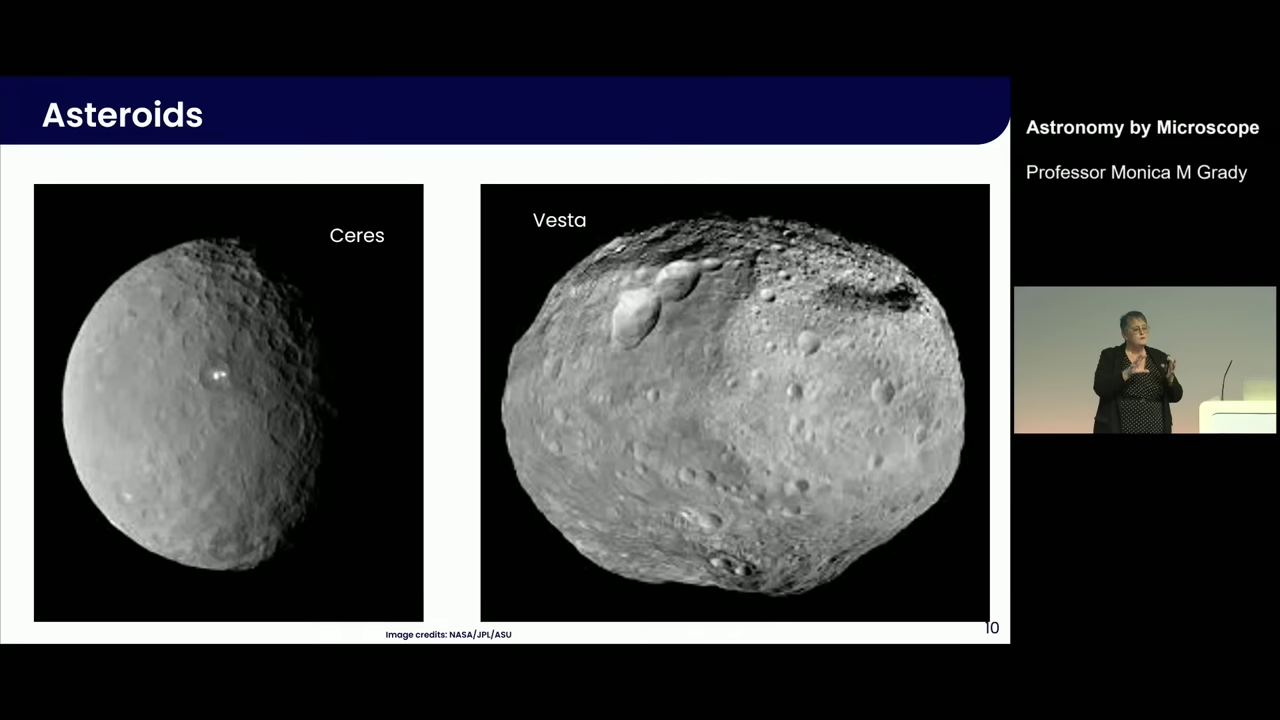 Asteroids
Ceres
Vesta
Image credits: NASA/JPL/ASU
10
Astronomy by Microscope
Professor Monica M Grady